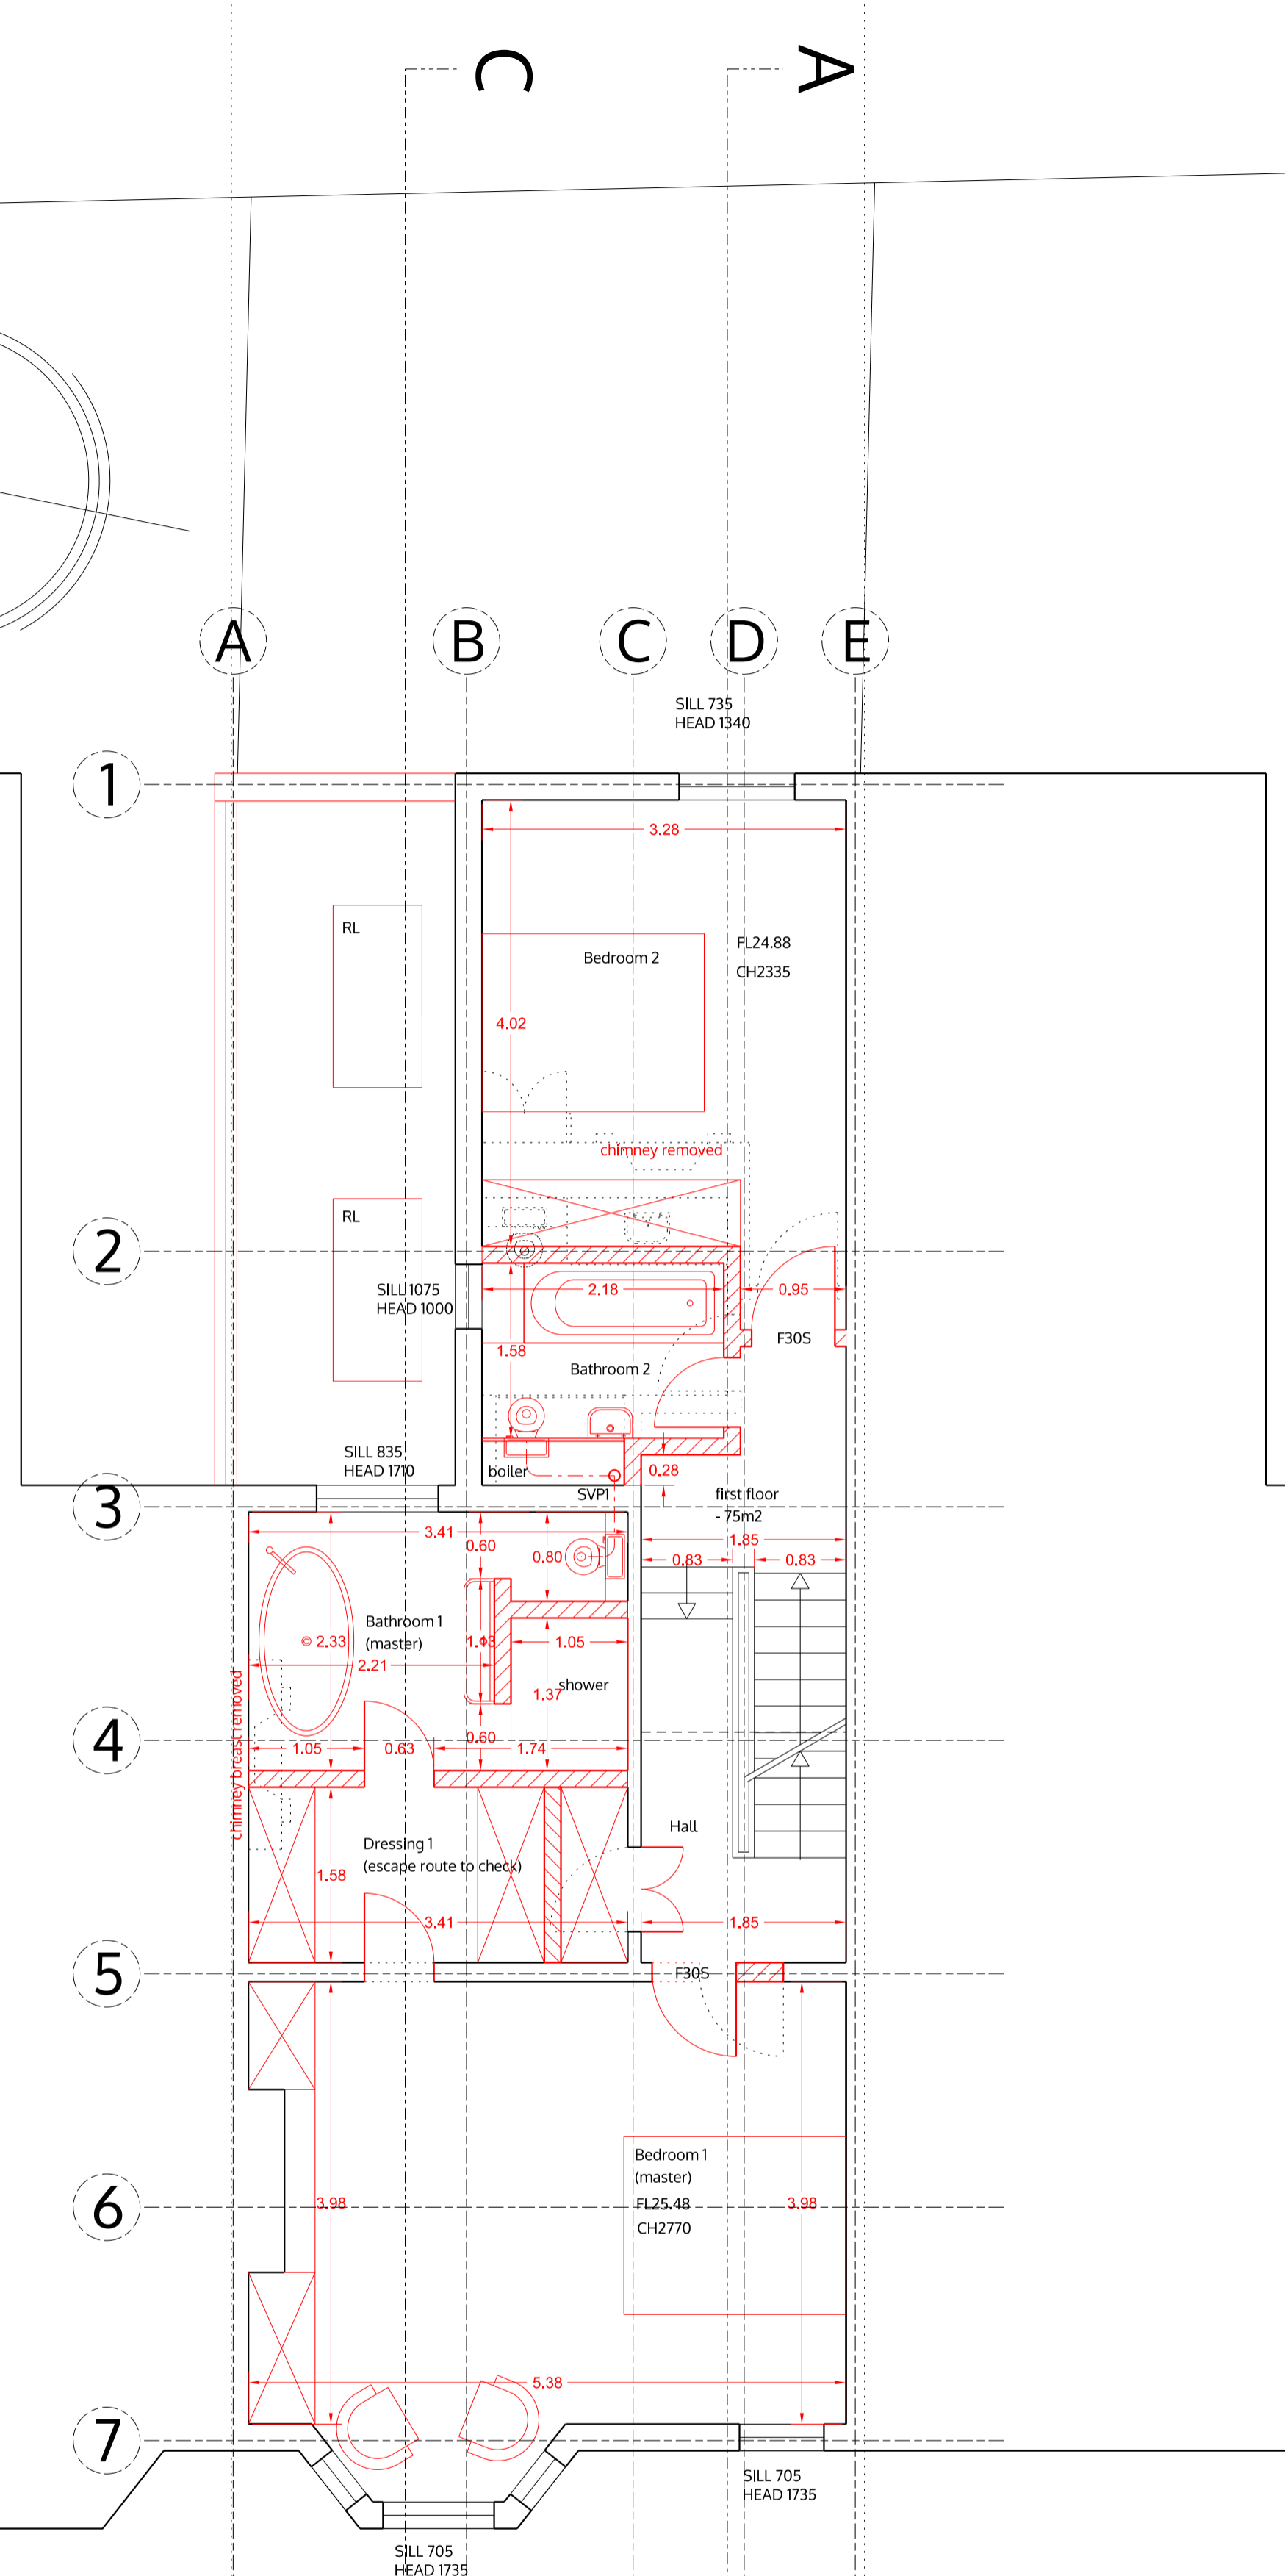 C
A
A
B
C
D
E
SILL 735
HEAD 1340
1
3.28
RL
FL24.88
Bedroom 2
CH2335
4.02
chimney removed
RL
2
SILL 1075
HEAD 1000
2.18
0.95
F30S
1.58
Bathroom 2
SILL 835
HEAD 1710
boiler
0.28
SVP1
3
first floor
- 75m2
3.41
0.60
0.80
1.85
0.83
0.83
Bathroom 1
(master)
2.33
1.13
1.05
2.21
shower
1.37
chimney breast removed
4
0.60
1.05
0.63
1.74
Hall
Dressing 1
(escape route to check)
1.58
3.41
1.85
5
F30S
Bedroom 1
(master)
6
3.98
FL25.48
3.98
CH2770
5.38
7
SILL 705
HEAD 1735
SILL 705
HEAD 1735